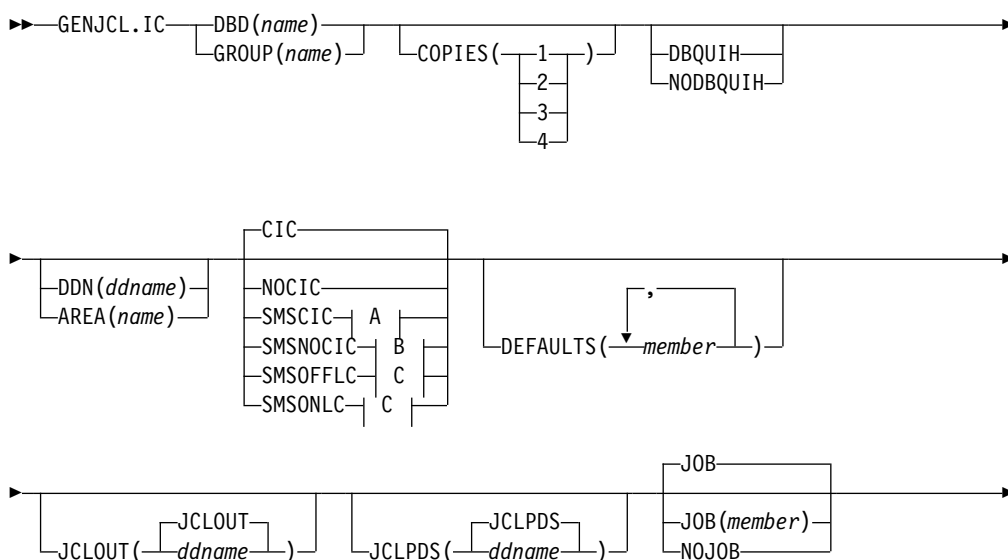 GENJCL.IC DBD(name) GROUP(name) COPIES( 1 2 3 4 ) DBQUIH NODBQUIH
DDN(ddname) AREA(name) CIC NOCIC SMSCIC A SMSNOCIC B SMSOFFLC C SMSONLC C DEFAULTS( , member )
JCLOUT( JCLOUT ddname ) JCLPDS( JCLPDS ddname ) JOB JOB(member) NOJOB